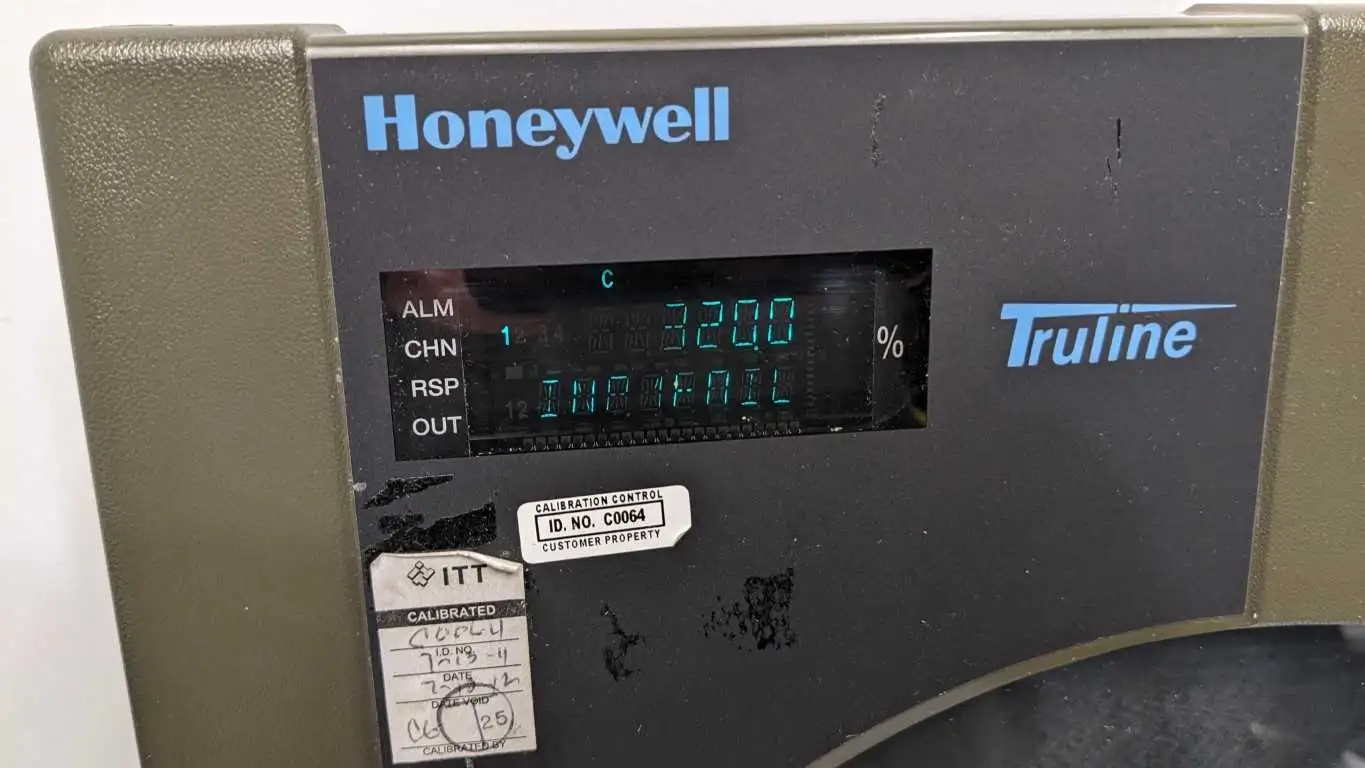 Honeywell
C
ALM
1 3200
CHN
%
Truline
RSP
OUT
CALIBRATION CONTROL
ID. NO. C0064
CUSTOMER PROPERTY
ITT
CALIBRATED
C0064
I.D. NO.
DATE
DATE VOID
25
CALIBRATED BY